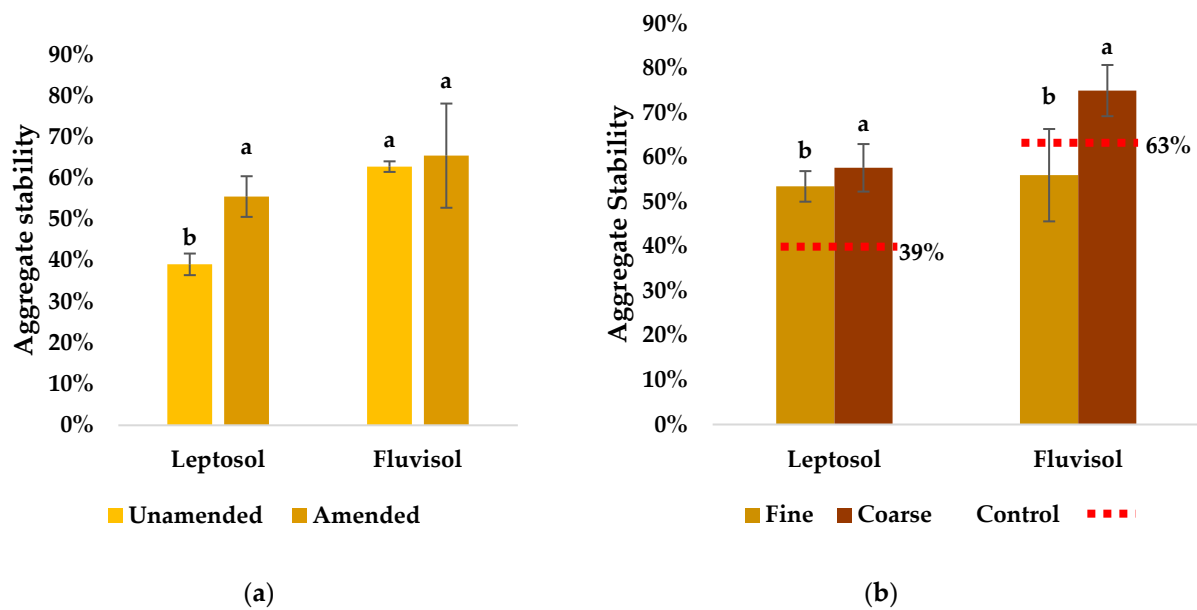 Aggregate stability
90%
80%
70%
60%
50%
40%
30%
20%
10%
0%
b
a
a
a
Leptosol Fluvisol
Unamended Amended
(a)
Aggregate Stability
90%
80%
70%
60%
50%
40%
30%
20%
10%
0%
b
a
b
a
39%
63%
Leptosol Fluvisol
Fine Coarse Control
(b)